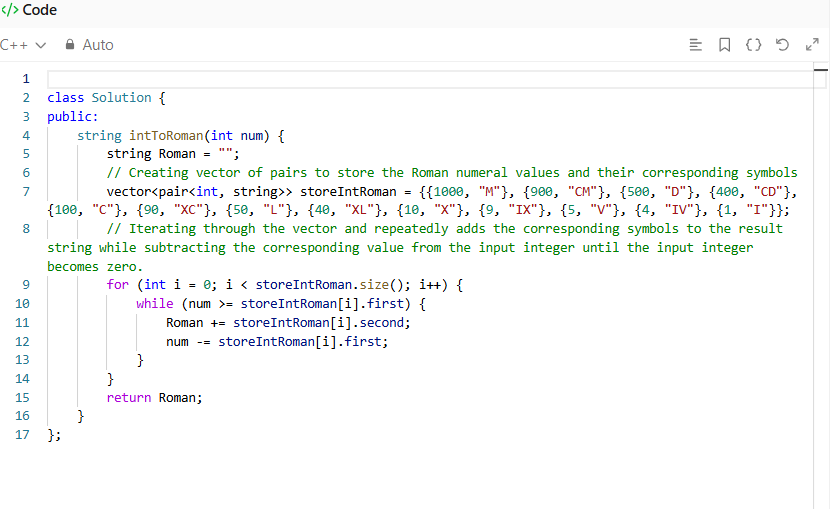 </> Code
C++ Auto
1
2 class Solution {
3 public:
4 string intToRoman(int num) {
5 string Roman = "";
6 // Creating vector of pairs to store the Roman numeral values and their corresponding symbols
7 vector<pair<int, string>> storeIntRoman = {{1000, "M"}, {900, "CM"}, {500, "D"}, {400, "CD"},
{100, "C"}, {90, "XC"}, {50, "L"}, {40, "XL"}, {10, "X"}, {9, "IX"}, {5, "V"}, {4, "IV"}, {1, "I"}};
8 // Iterating through the vector and repeatedly adds the corresponding symbols to the result
string while subtracting the corresponding value from the input integer until the input integer
becomes zero.
9 for (int i = 0; i < storeIntRoman.size(); i++) {
10 while (num >= storeIntRoman[i].first) {
11 Roman += storeIntRoman[i].second;
12 num -= storeIntRoman[i].first;
13 }
14 }
15 return Roman;
16 }
17 };